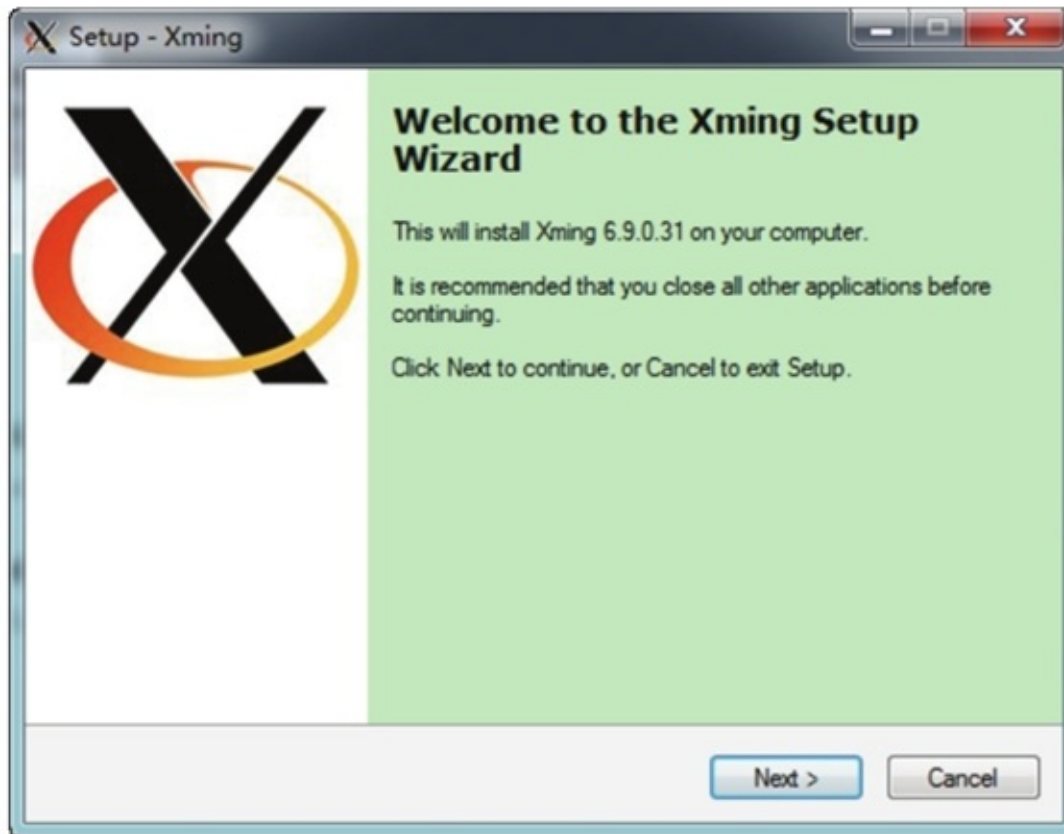 Setup - Xming
Welcome to the Xming Setup
Wizard
This will install Xming 6.9.0.31 on your computer.
It is recommended that you close all other applications before
continuing.
Click Next to continue, or Cancel to exit Setup.
Next >
Cancel